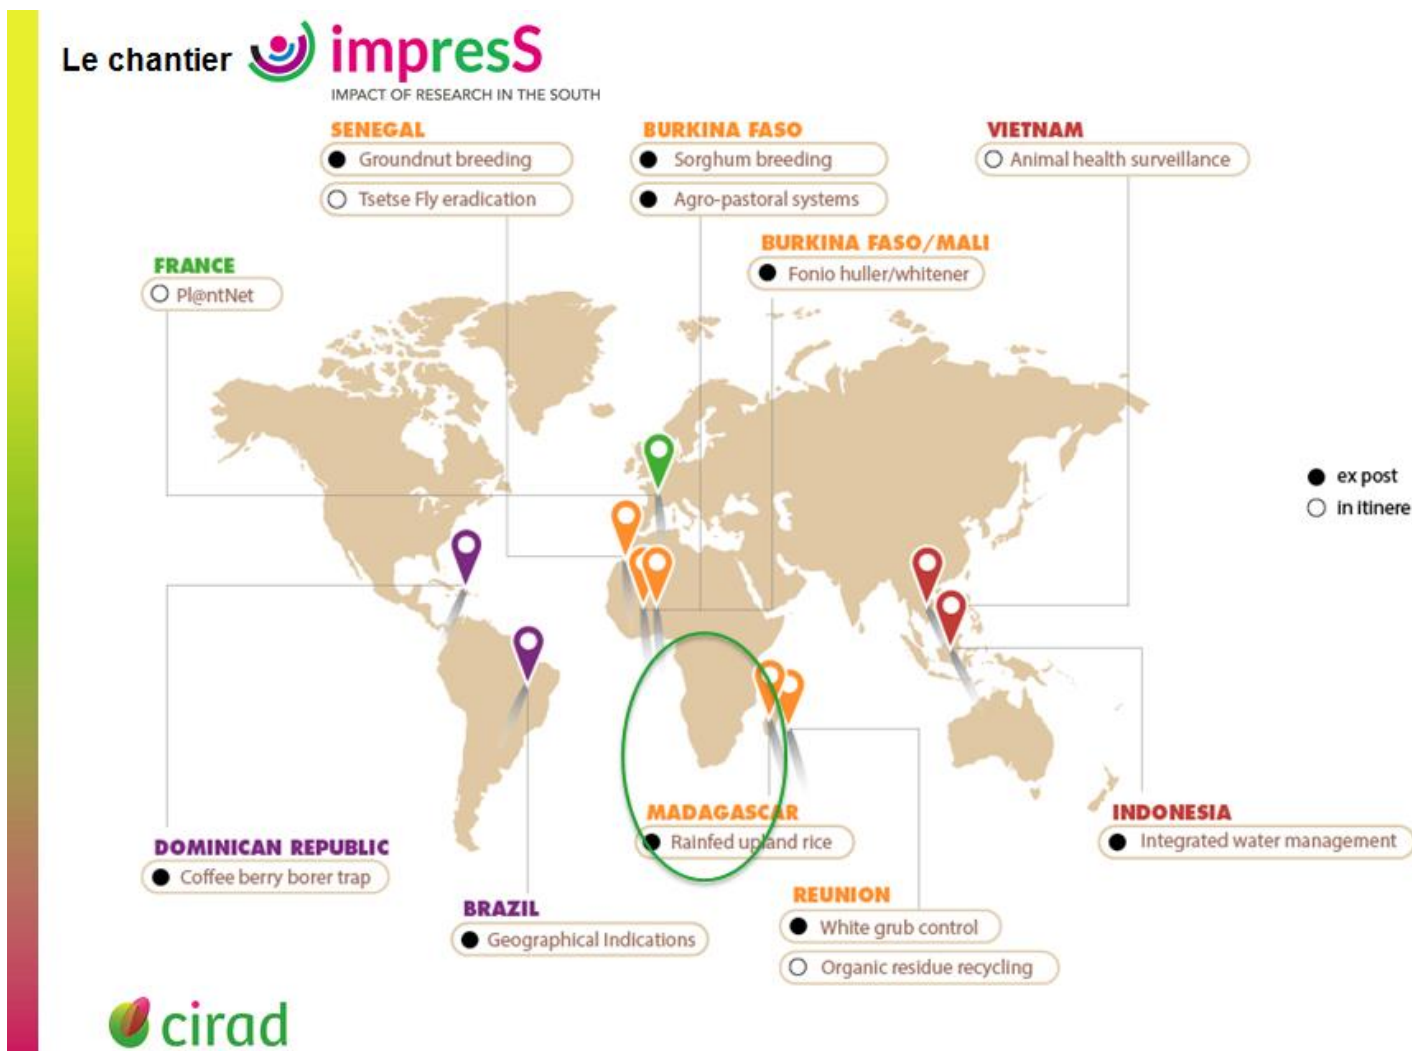 Le chantier impresS
IMPACT OF RESEARCH IN THE SOUTH
SENEGAL
Groundnut breeding
Tsetse Fly eradication
BURKINA FASO
Sorghum breeding
Agro-pastoral systems
VIETNAM
Animal health surveillance
BURKINA FASO/MALI
Fonio huller/whitener
FRANCE
Pl@ntNet
ex post
in itinere
MADAGASCAR
Rainfed upland rice
INDONESIA
Integrated water management
DOMINICAN REPUBLIC
Coffee berry borer trap
BRAZIL
Geographical Indications
REUNION
White grub control
Organic residue recycling
cirad